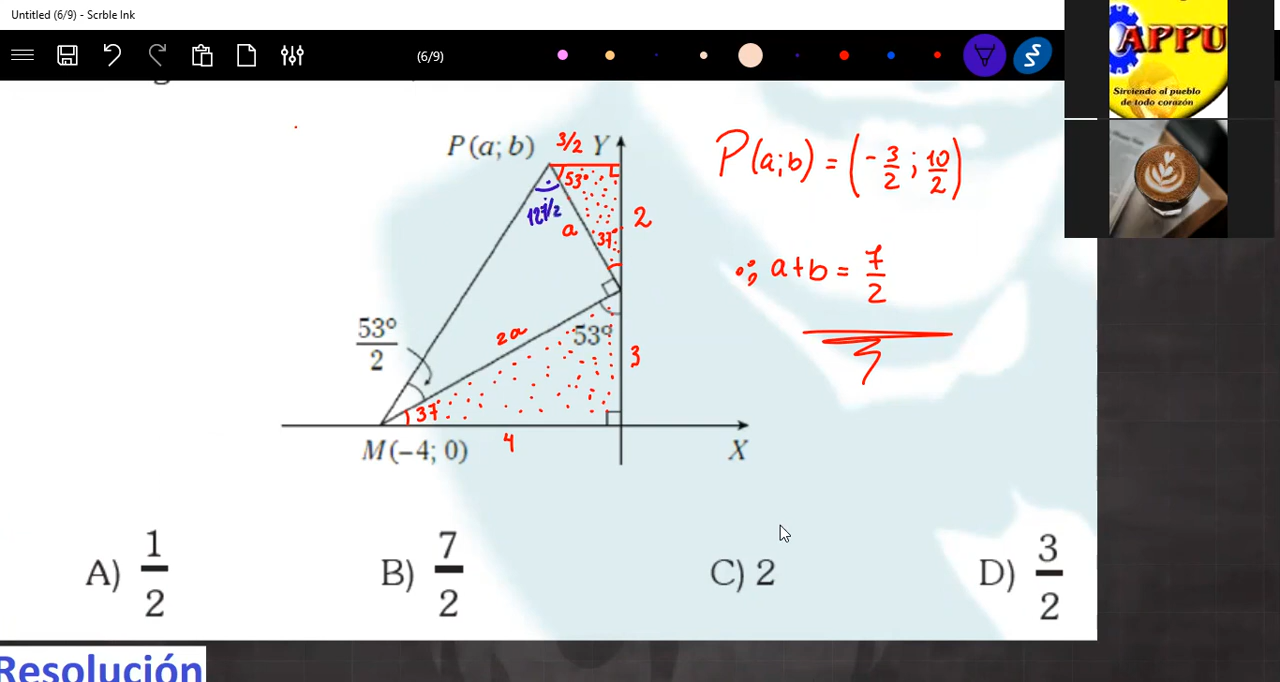 Untitled (6/9) - Scrble Ink
(6/9)
APPU
Sirviendo al pueblo
de todo corazón
P(a; b) 3/2 Y
53°
127/2
a
37°
2
P(a;b) = (-3/2 ; 10/2)
∴ a+b = 7/2
53°/2
2a
53°
3
37
4
M(–4; 0)
X
A) 1/2 B) 7/2 C) 2 D) 3/2
Resolución